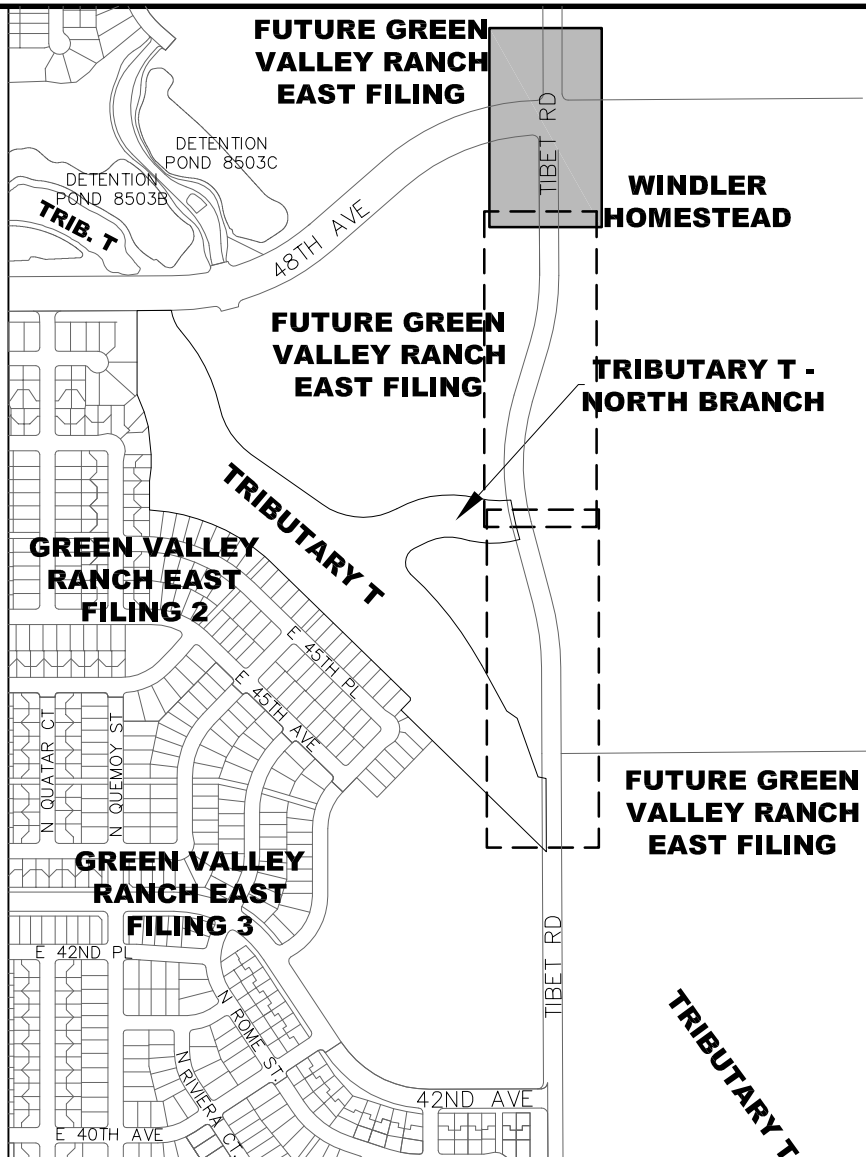 FUTURE GREEN
VALLEY RANCH
EAST FILING
TIBET RD
DETENTION
POND 8503C
DETENTION
POND 8503B
TRIB. T
48TH AVE
WINDLER
HOMESTEAD
FUTURE GREEN
VALLEY RANCH
EAST FILING
TRIBUTARY T -
NORTH BRANCH
TRIBUTARY T
GREEN VALLEY
RANCH EAST
FILING 2
E 45TH PL
E 45TH AVE
N QUATAR CT
N QUEMOY ST
FUTURE GREEN
VALLEY RANCH
EAST FILING
GREEN VALLEY
RANCH EAST
FILING 3
E 42ND PL
TIBET RD
N ROME ST.
N RIVIERA CT.
TRIBUTARY T
42ND AVE
E 40TH AVE